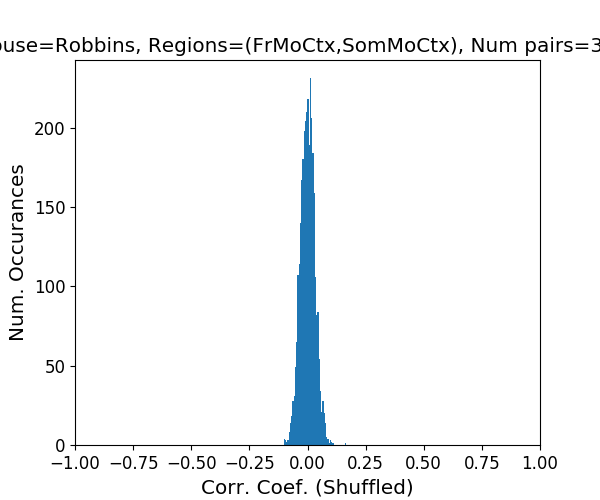 ouse=Robbins, Regions=(FrMoCtx,SomMoCtx), Num pairs=3
Num. Occurances
200
150
100
50
0
−1.00 −0.75 −0.50 −0.25 0.00 0.25 0.50 0.75 1.00
Corr. Coef. (Shuffled)